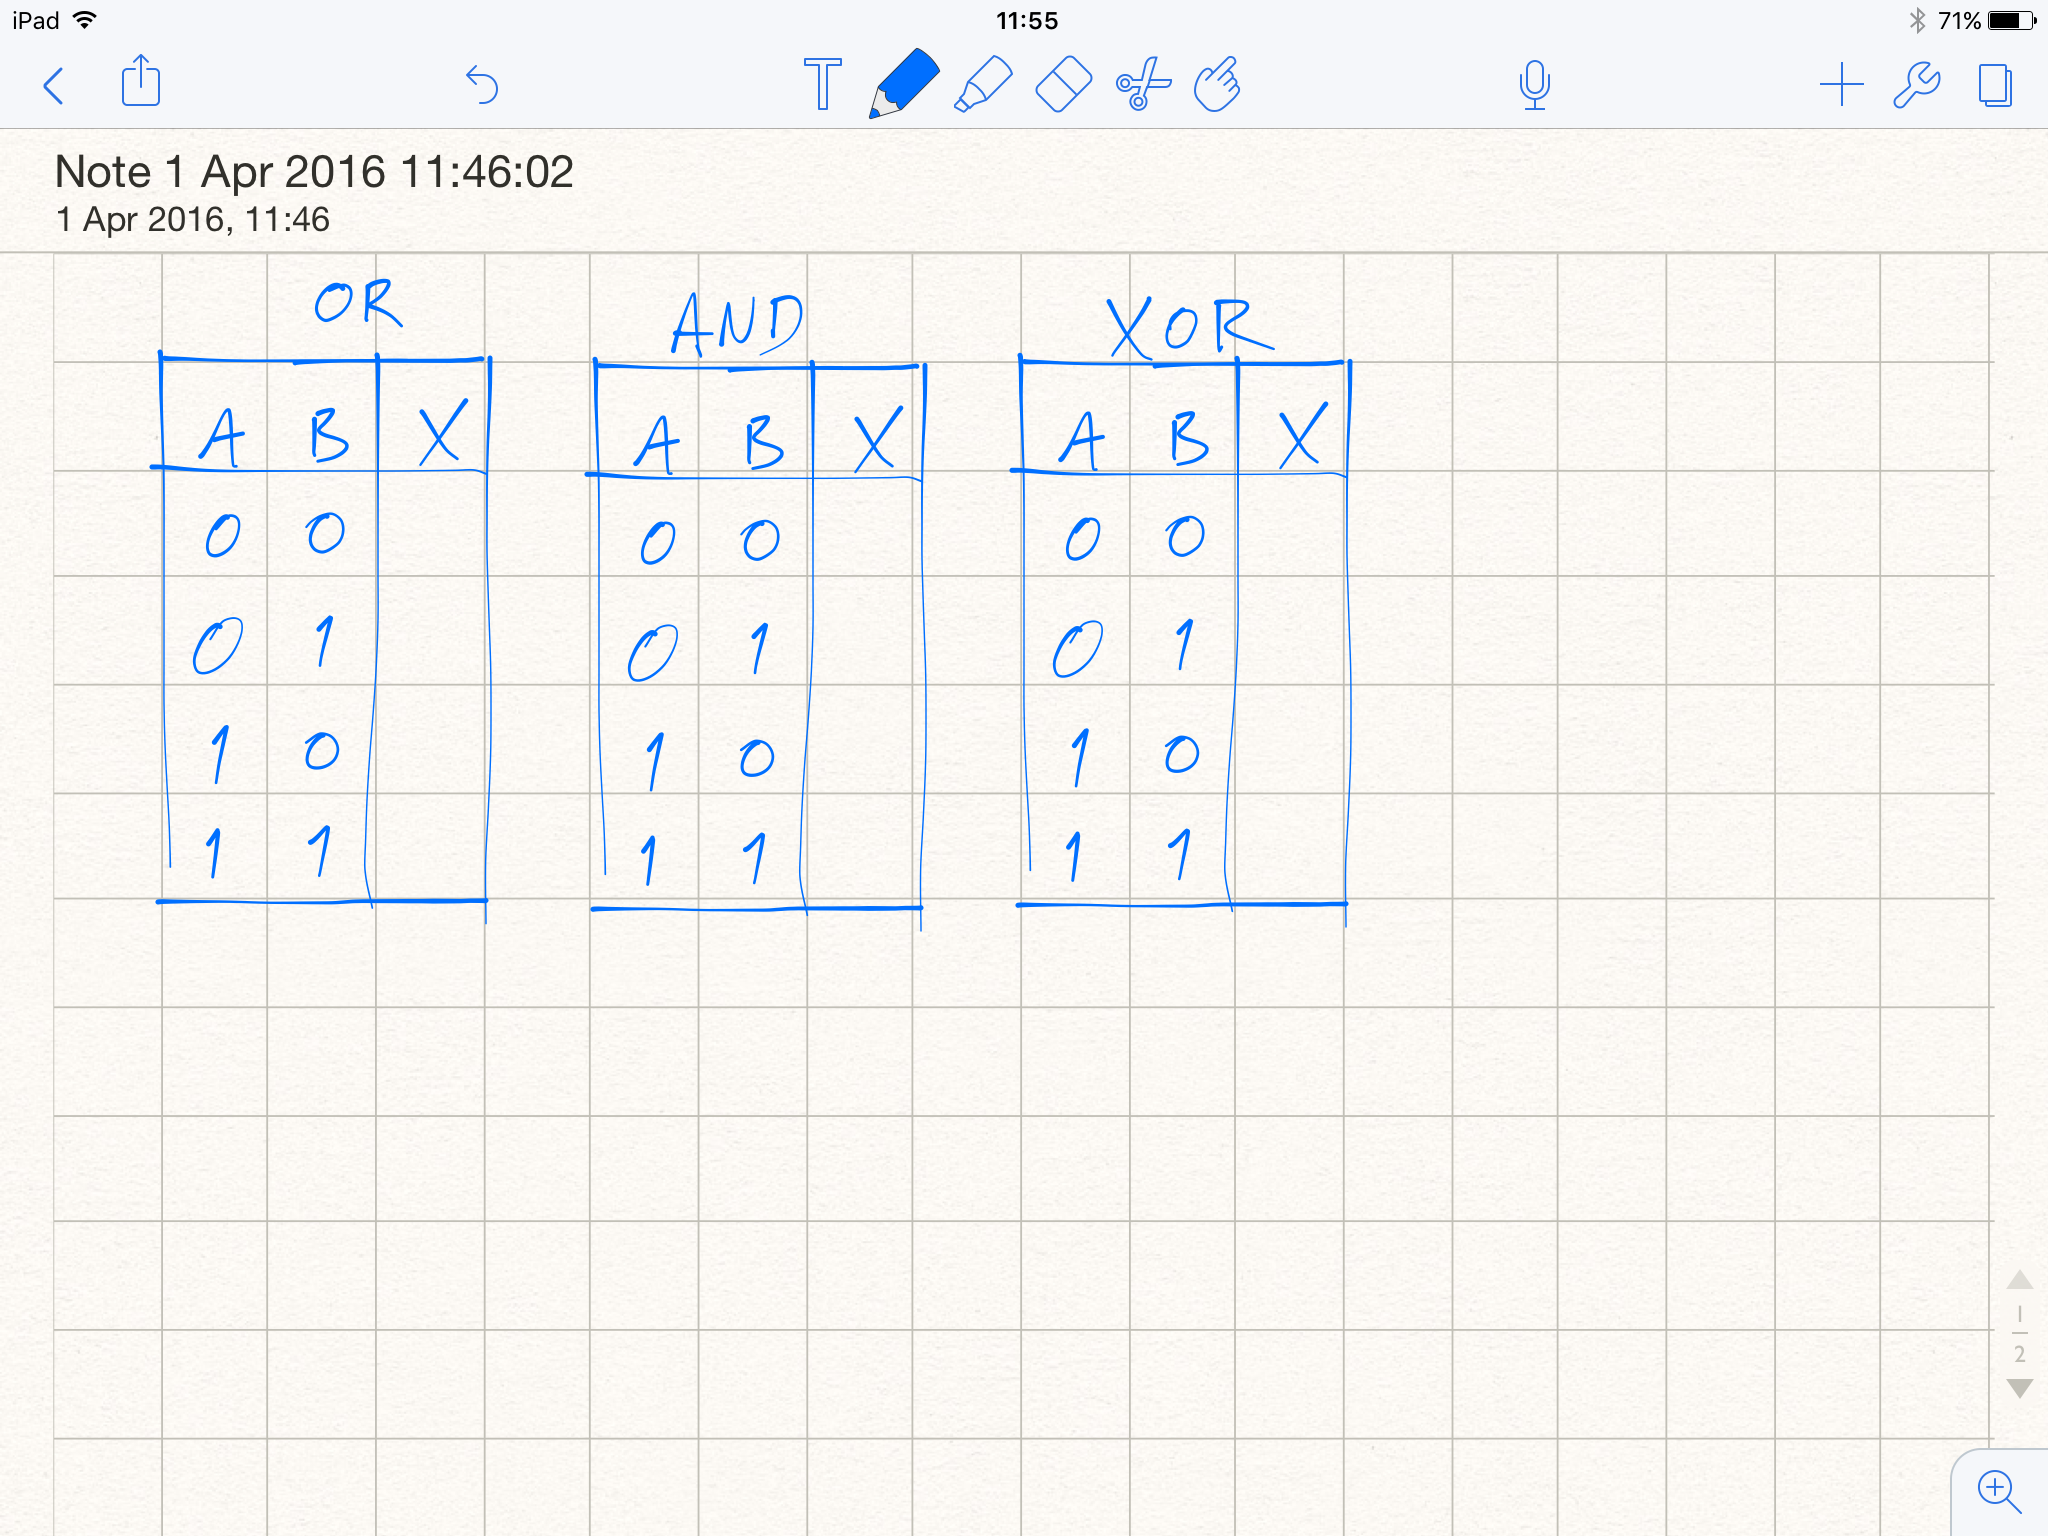 iPad 11:55 71%
T
Note 1 Apr 2016 11:46:02
1 Apr 2016, 11:46
OR AND XOR
A B X A B X A B X
0 0 0 0 0 0
0 1 0 1 0 1
1 0 1 0 1 0
1 1 1 1 1 1
1
2